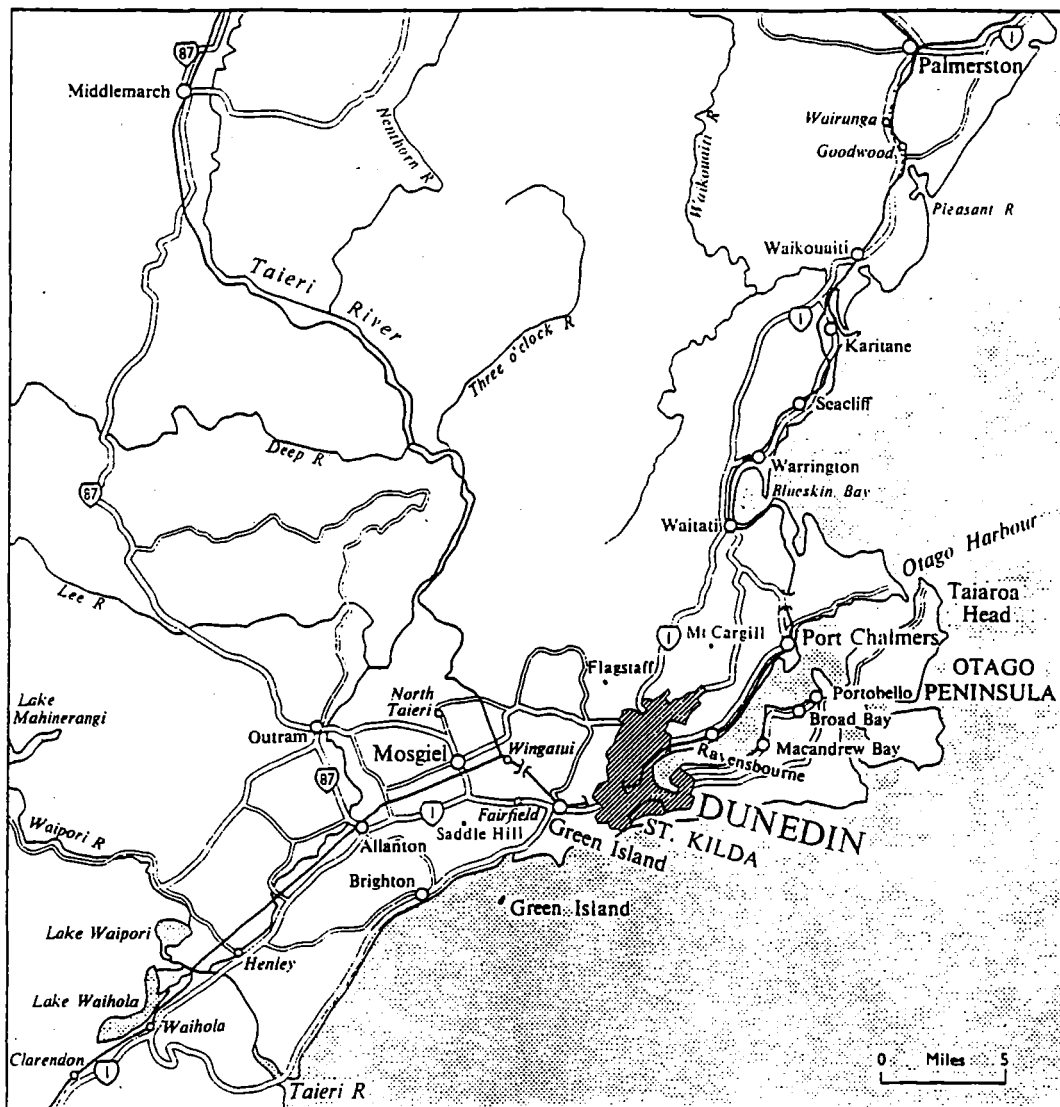 1
87
Palmerston
Middlemarch
Nenthorn R
Waikouaiti R
Wairunga
Goodwood
Pleasant R
Waikouaiti
Taieri
River
1
Three o'clock R
Karitane
Seacliff
Deep R
Warrington
87
Blueskin Bay
Waitati
Otago Harbour
Lee R
Taiaroa
Head
1
Mt Cargill
Port Chalmers
Flagstaff
OTAGO
PENINSULA
Lake
Mahinerangi
North
Taieri
Portobello
Broad Bay
Outram
Mosgiel
Wingatui
Ravensbourne
Macandrew Bay
87
Waipori R
1
Fairfield
DUNEDIN
Saddle Hill
Allanton
Green Island
ST. KILDA
Brighton
Green Island
Lake Waipori
Henley
Lake Waihola
Waihola
Clarendon
1
Taieri R
0 Miles 5